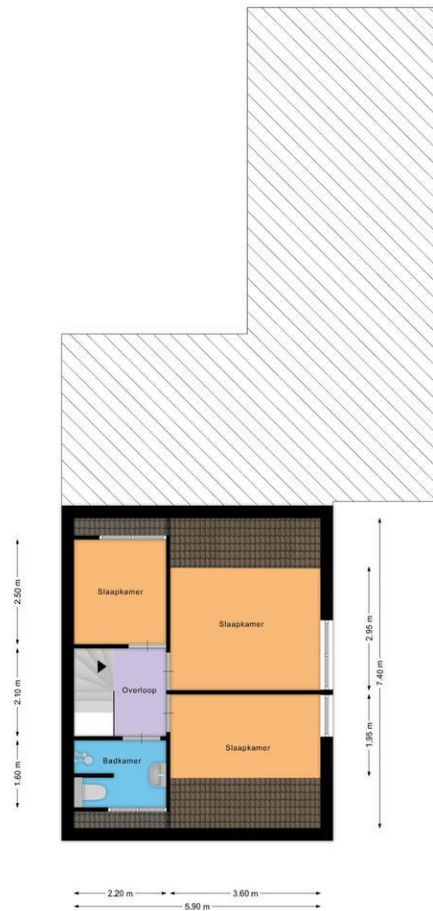 2.50 m
Slaapkamer
Slaapkamer
2.95 m
7.40 m
2.10 m
Overloop
Slaapkamer
1.95 m
1.60 m
Badkamer
2.20 m
3.60 m
5.90 m